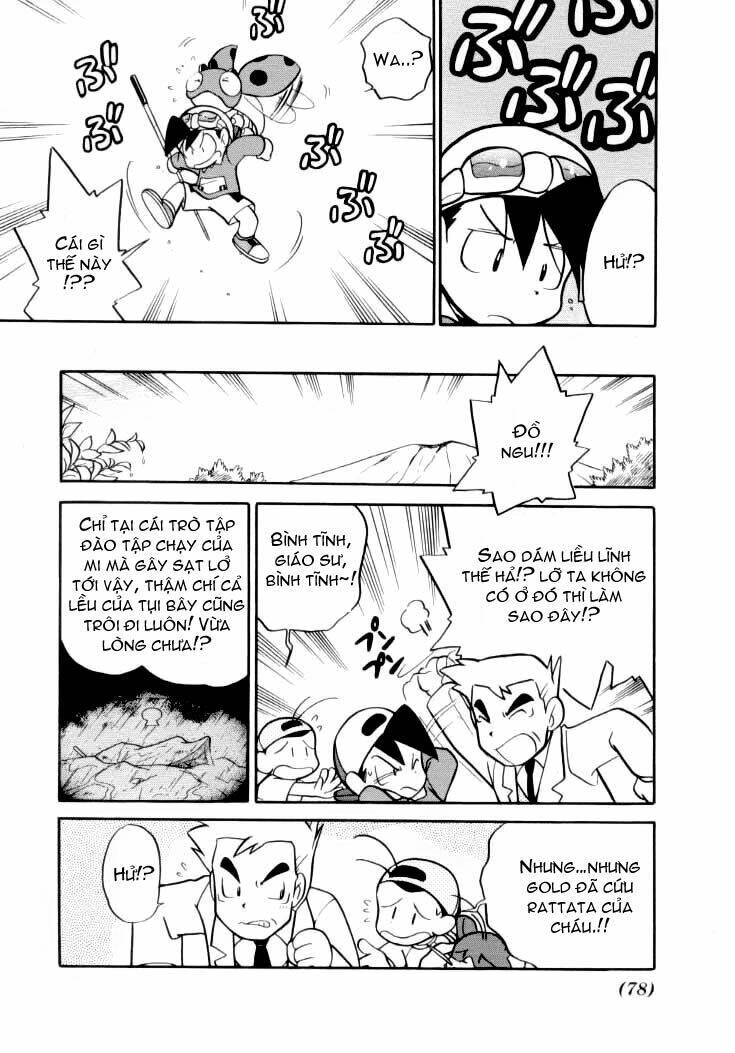 ぶ
ぶ
ぶ
ぶ
ぶ
HỬ!?
WA..?
ぶ
ぶ
ぶ
ぶ
ぶ
CÁI GÌ
THẾ NÀY
!??
ĐỒ
NGU!!!
SAO DÁM LIỀU LĨNH
THẾ HẢ? LỠ TA KHÔNG
CÓ Ở ĐÓ THÌ LÀM
SAO ĐÂY!?
BÌNH TĨNH,
GIÁO SƯ,
BÌNH TĨNH~!
プンプン
CHỈ TẠI CÁI TRÒ TẬP
ĐÀO TẬP CHẠY CỦA
MI MÀ GÂY SẠT LỞ
TỚI VẬY, THẬM CHÍ CẢ
LỀU CỦA TỤI BÂY CŨNG
TRÔI ĐI LUÔN! VỪA
LÒNG CHƯA!?
NHƯNG...NHƯNG
GOLD ĐÃ CỨU
RATTATA CỦA
CHÁU.!!
HỬ!?
(78)